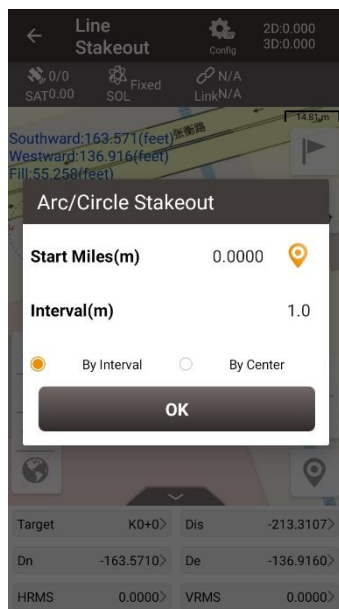 Line
Stakeout
Config
2D:0.000
3D:0.000
0/0
SAT0.00
Fixed
SOL
N/A
LinkN/A
14.81m
张衡路
Southward:163.571(feet)
Westward:136.916(feet)
Fill:55.258(feet)
Arc/Circle Stakeout
Start Miles(m) 0.0000
Interval(m) 1.0
By Interval By Center
OK
Target K0+0> Dis -213.3107>
Dn -163.5710> De -136.9160>
HRMS 0.0000> VRMS 0.0000>